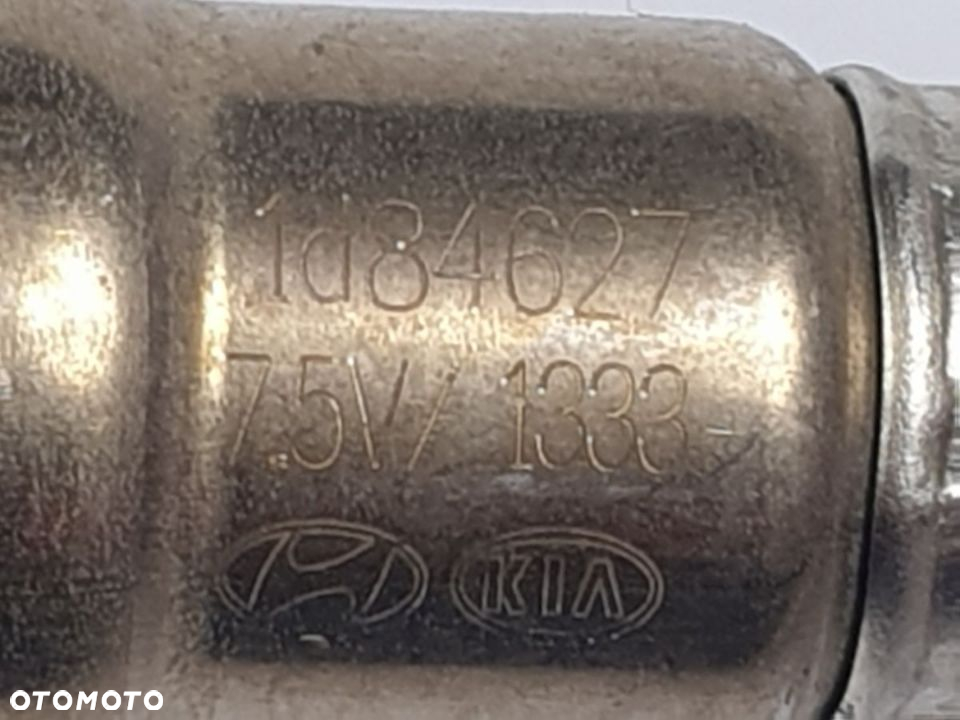 1d84627
7.5V/ 1333-
KIA
OTOMOTO